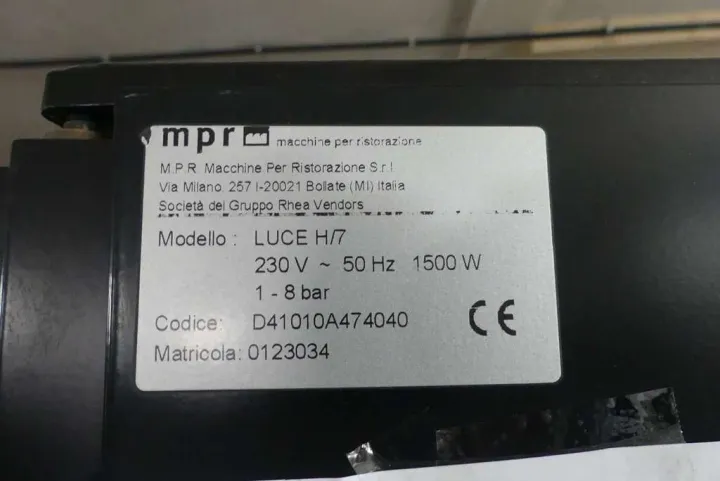 mpr macchine per ristorazione
M.P.R. Macchine Per Ristorazione S.r.l.
Via Milano 257 I-20021 Bollate (MI) Italia
Società del Gruppo Rhea Vendors
Modello : LUCE H/7
230 V ~ 50 Hz 1500 W
1 - 8 bar
Codice: D41010A474040
Matricola: 0123034
CE